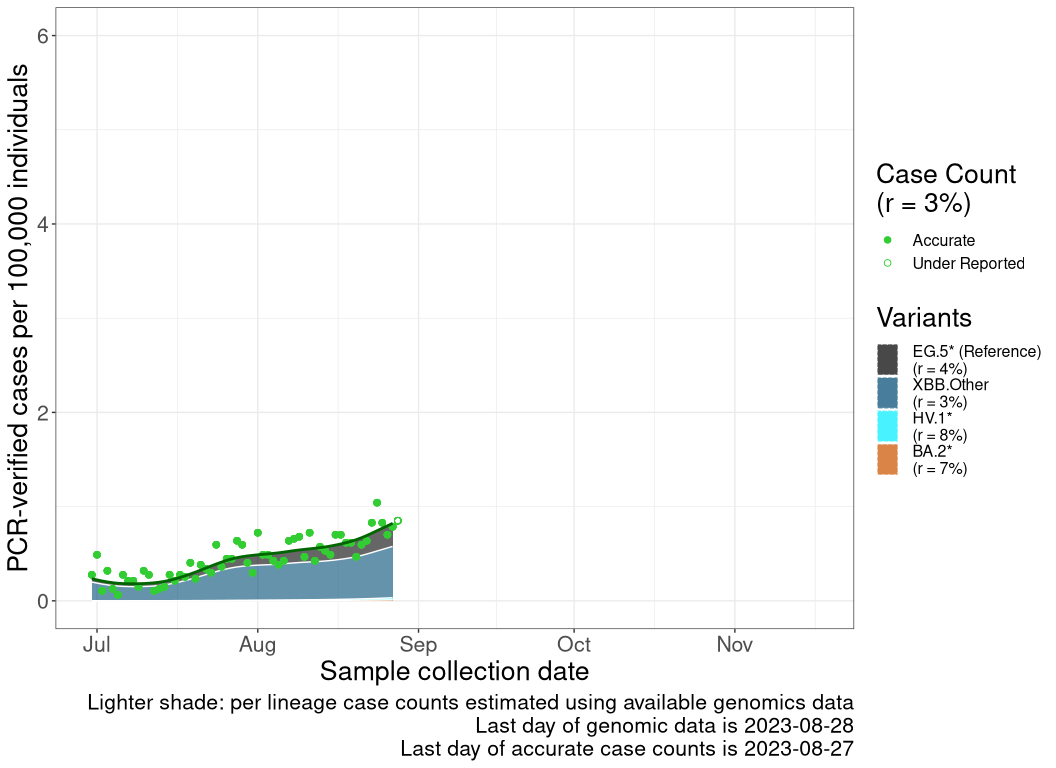 PCR-verified cases per 100,000 individuals
6
4
2
0
Jul Aug Sep Oct Nov
Sample collection date
Lighter shade: per lineage case counts estimated using available genomics data
Last day of genomic data is 2023-08-28
Last day of accurate case counts is 2023-08-27
Case Count
(r = 3%)
Accurate
Under Reported
Variants
EG.5* (Reference)
(r = 4%)
XBB.Other
(r = 3%)
HV.1*
(r = 8%)
BA.2*
(r = 7%)